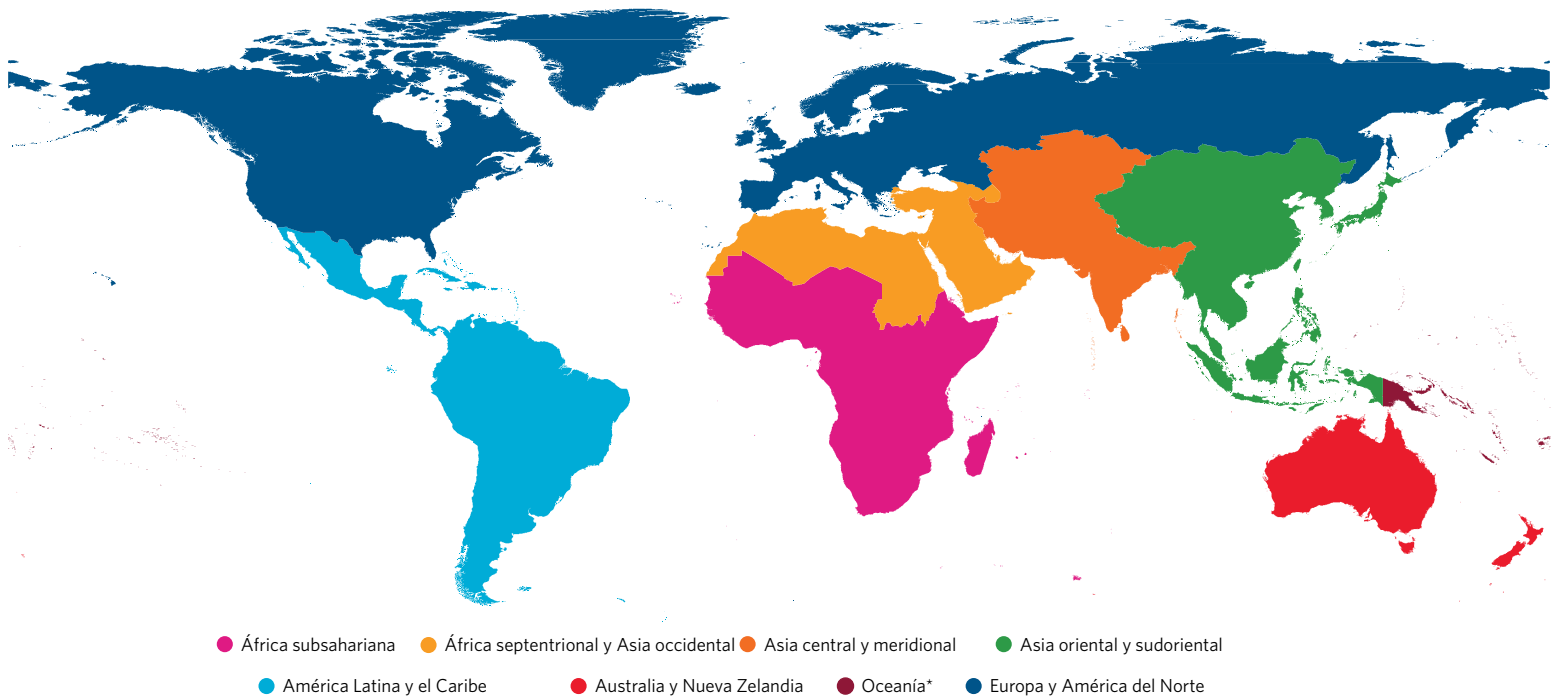 África subsahariana África septentrional y Asia occidental Asia central y meridional Asia oriental y sudoriental
América Latina y el Caribe Australia y Nueva Zelandia Oceanía* Europa y América del Norte